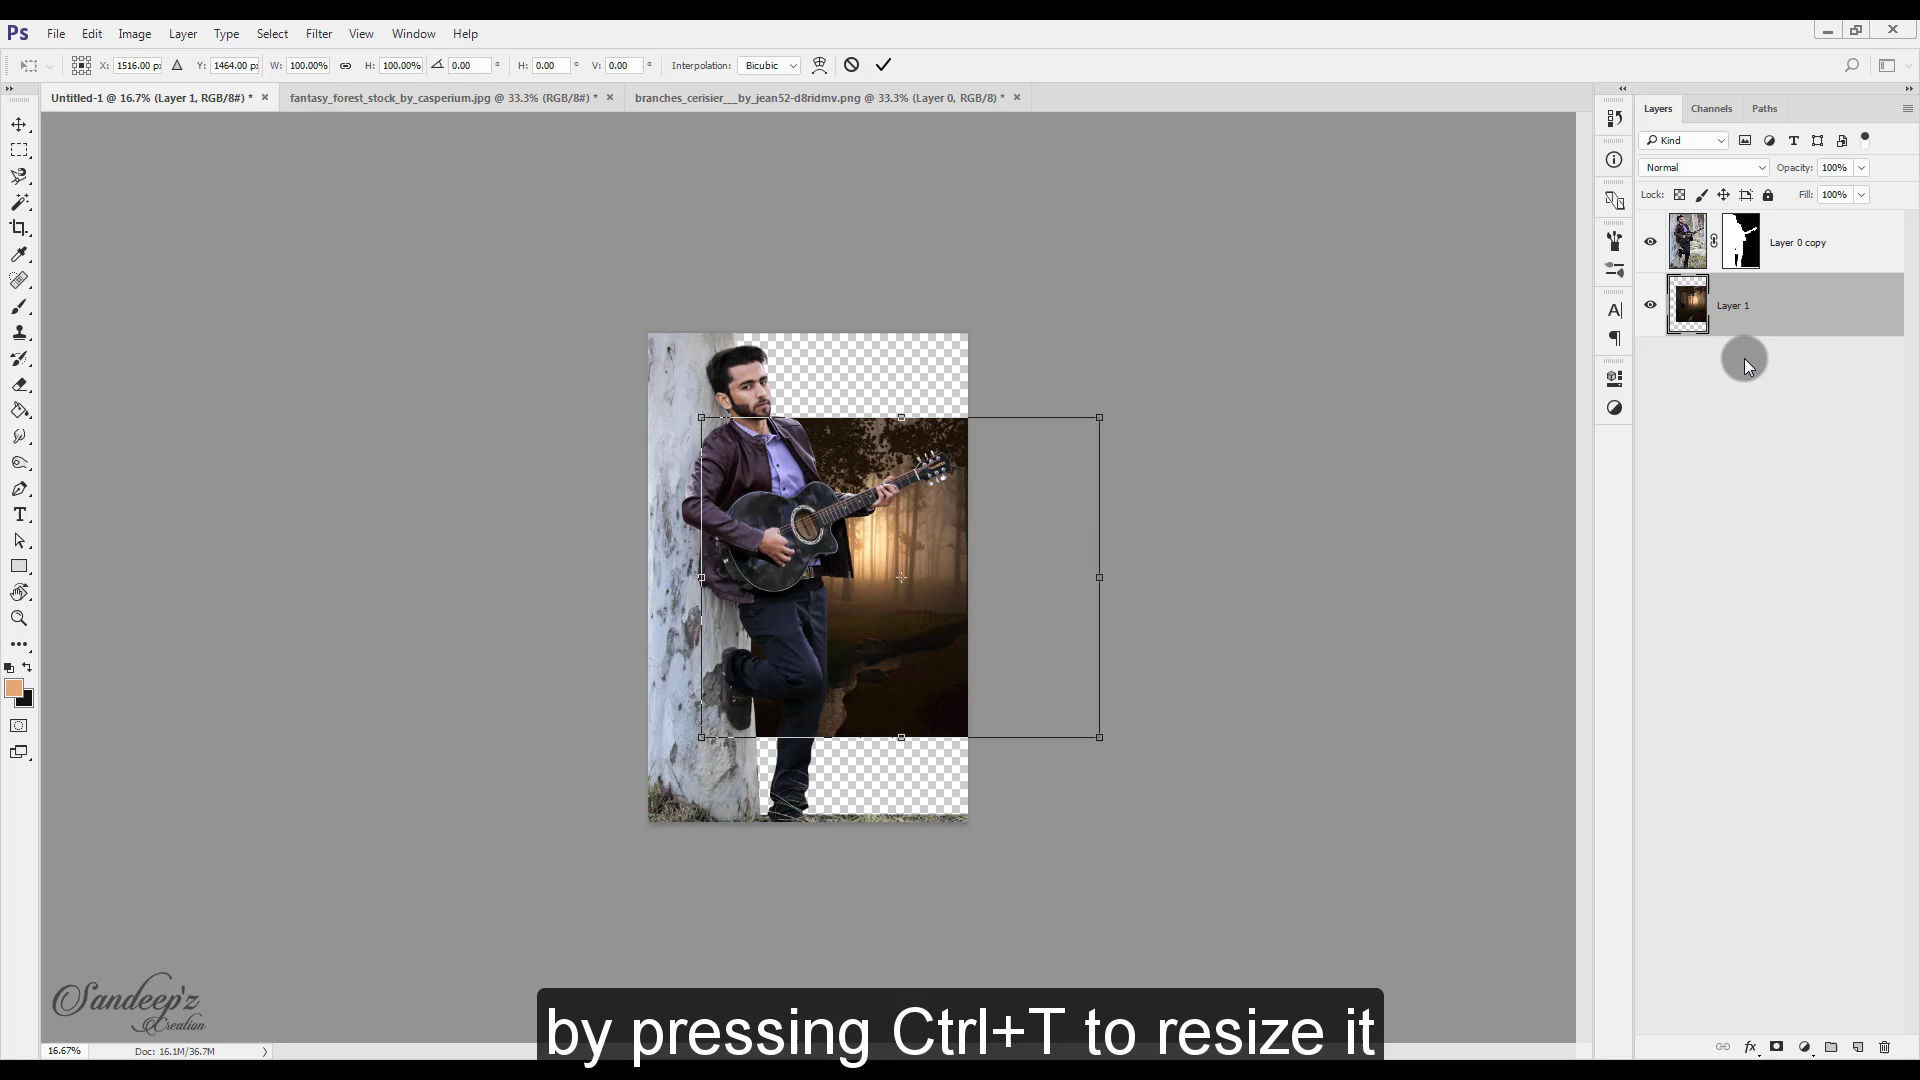 Ps File Edit Image Layer Type Select Filter View Window Help
X: 1516.00 px Y: 1464.00 px W: 100.00% H: 100.00% 0.00 ° H: 0.00 ° V: 0.00 ° Interpolation: Bicubic
Untitled-1 @ 16.7% (Layer 1, RGB/8#) * × fantasy_forest_stock_by_casperium.jpg @ 33.3% (RGB/8#) * × branches_cerisier___by_jean52-d8ridmv.png @ 33.3% (Layer 0, RGB/8) * ×
Layers Channels Paths
Kind
Normal Opacity: 100%
Lock: Fill: 100%
Layer 0 copy
Layer 1
Sandeep'z
Creation
by pressing Ctrl+T to resize it
16.67% Doc: 16.1M/36.7M
fx